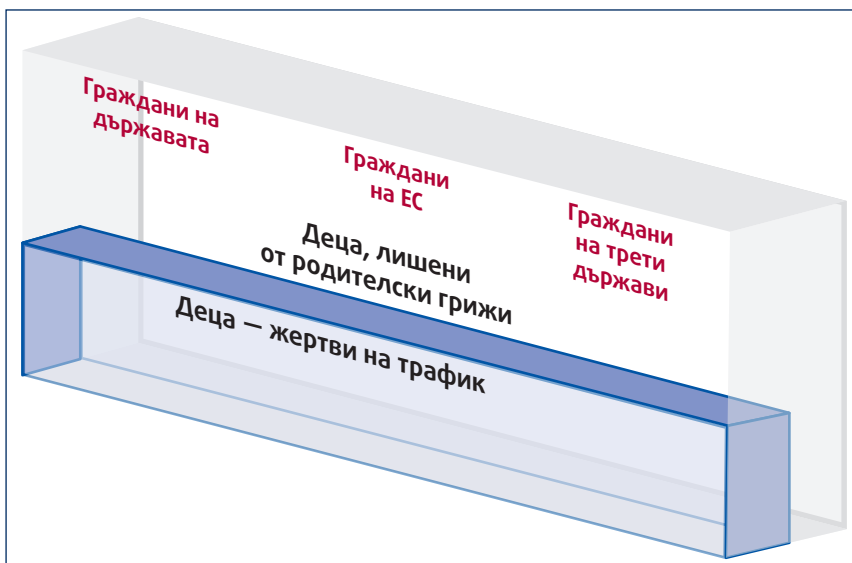 Граждани на
държавата
Граждани
на ЕС
Граждани
на трети
държави
Деца, лишени
от родителски грижи
Деца — жертви на трафик